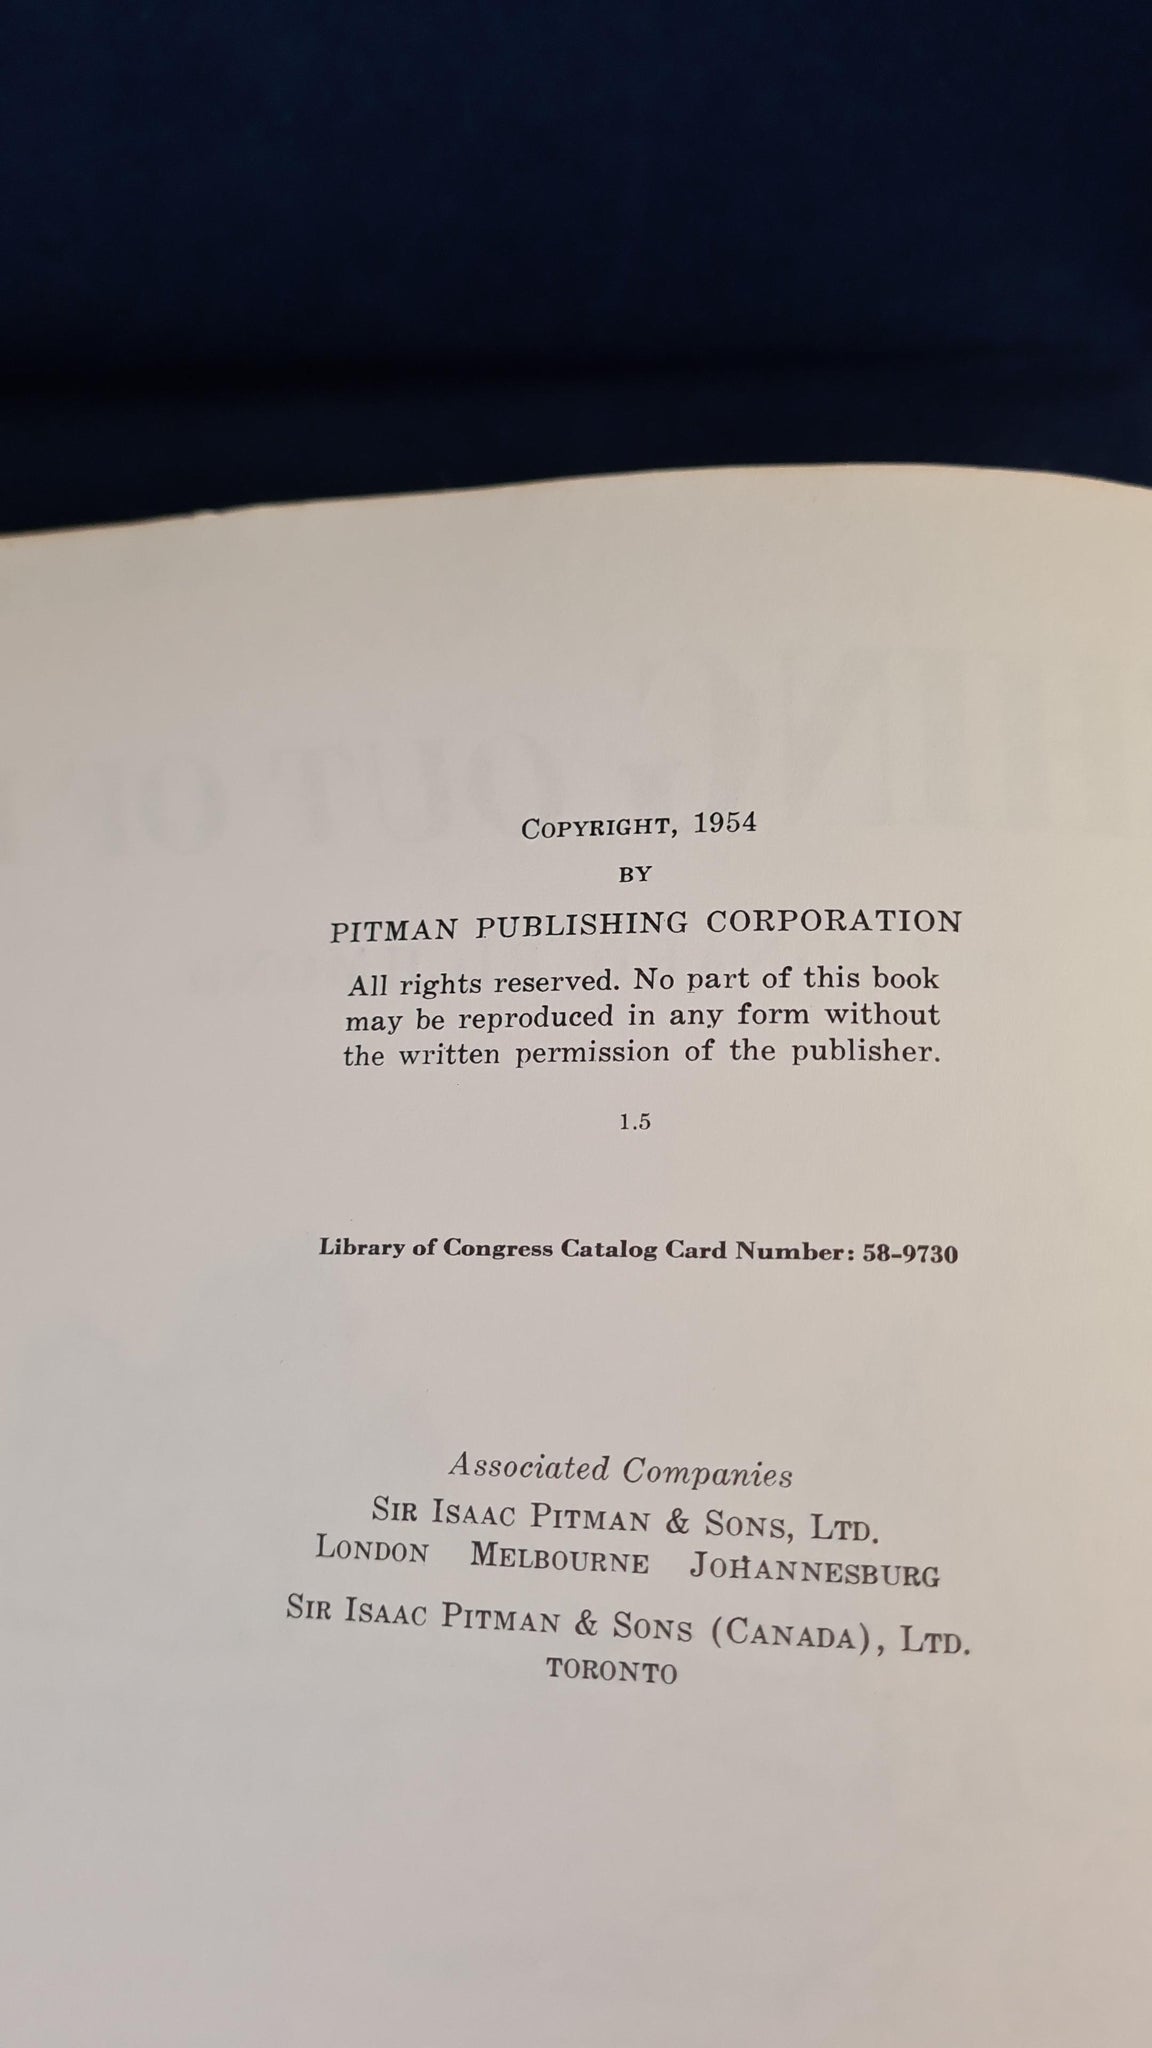 COPYRIGHT, 1954
BY
PITMAN PUBLISHING CORPORATION
All rights reserved. No part of this book
may be reproduced in any form without
the written permission of the publisher.
1.5
Library of Congress Catalog Card Number: 58-9730
Associated Companies
SIR ISAAC PITMAN & SONS, LTD.
LONDON MELBOURNE JOHANNESBURG
SIR ISAAC PITMAN & SONS (CANADA), LTD.
TORONTO